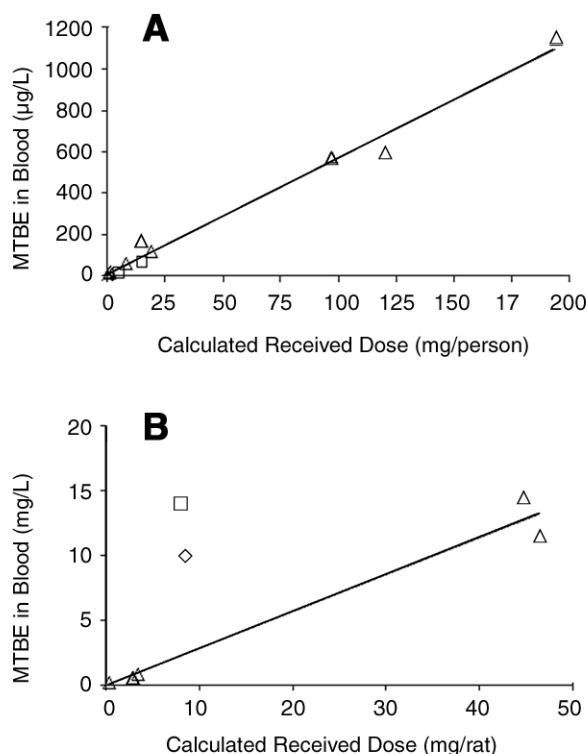 A
1200
1000
800
600
400
200
0
MTBE in Blood (µg/L)
0 25 50 75 100 125 150 17 200
Calculated Received Dose (mg/person)
B
20
15
10
5
0
MTBE in Blood (mg/L)
0 10 20 30 40 50
Calculated Received Dose (mg/rat)